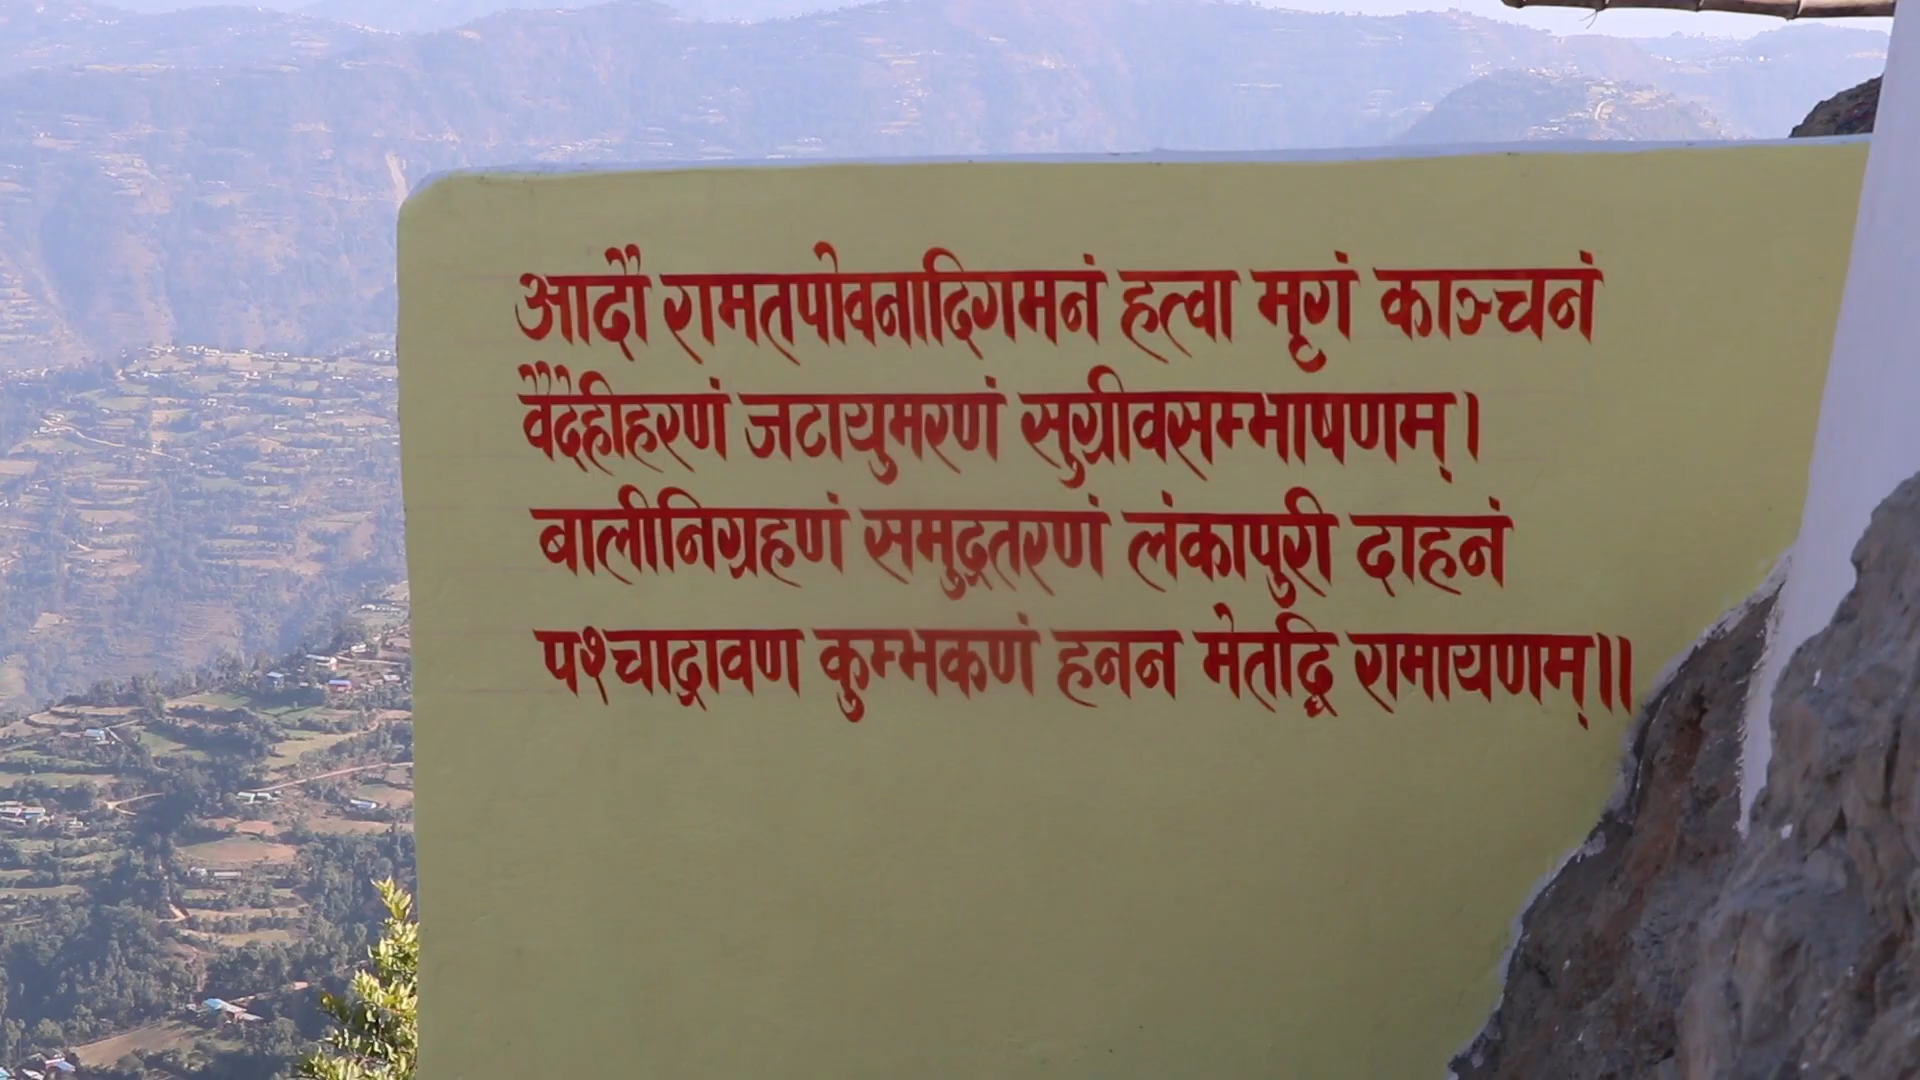 आदौ रामतपोवनादिगमनं हत्वा मृगं काञ्चनं
वैदेहीहरणं जटायुमरणं सुग्रीवसम्भाषणम्।
बालीनिग्रहणं समुद्रतरणं लंकापुरी दाहनं
पश्चाद्रावण कुम्भकणं हनन मेतद्धि रामायणम्॥